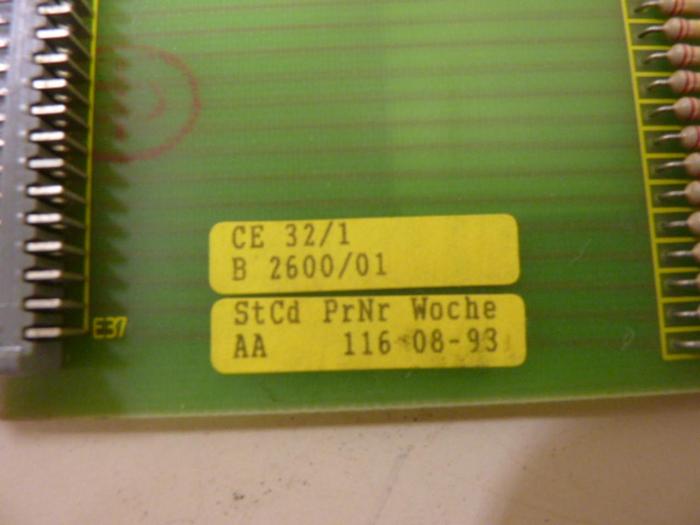 CE 32/1
B 2600/01
StCd PrNr Woche
AA 116 08-93
E37